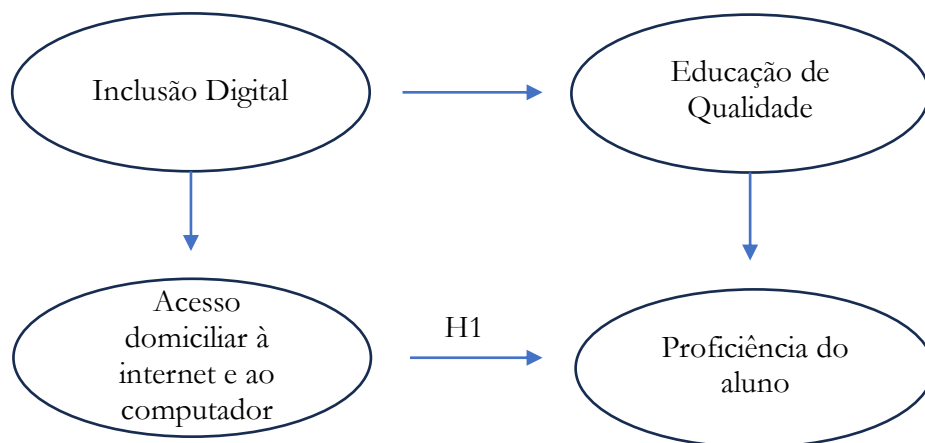 Inclusão Digital
Educação de
Qualidade
Acesso
domiciliar à
internet e ao
computador
H1
Proficiência do
aluno